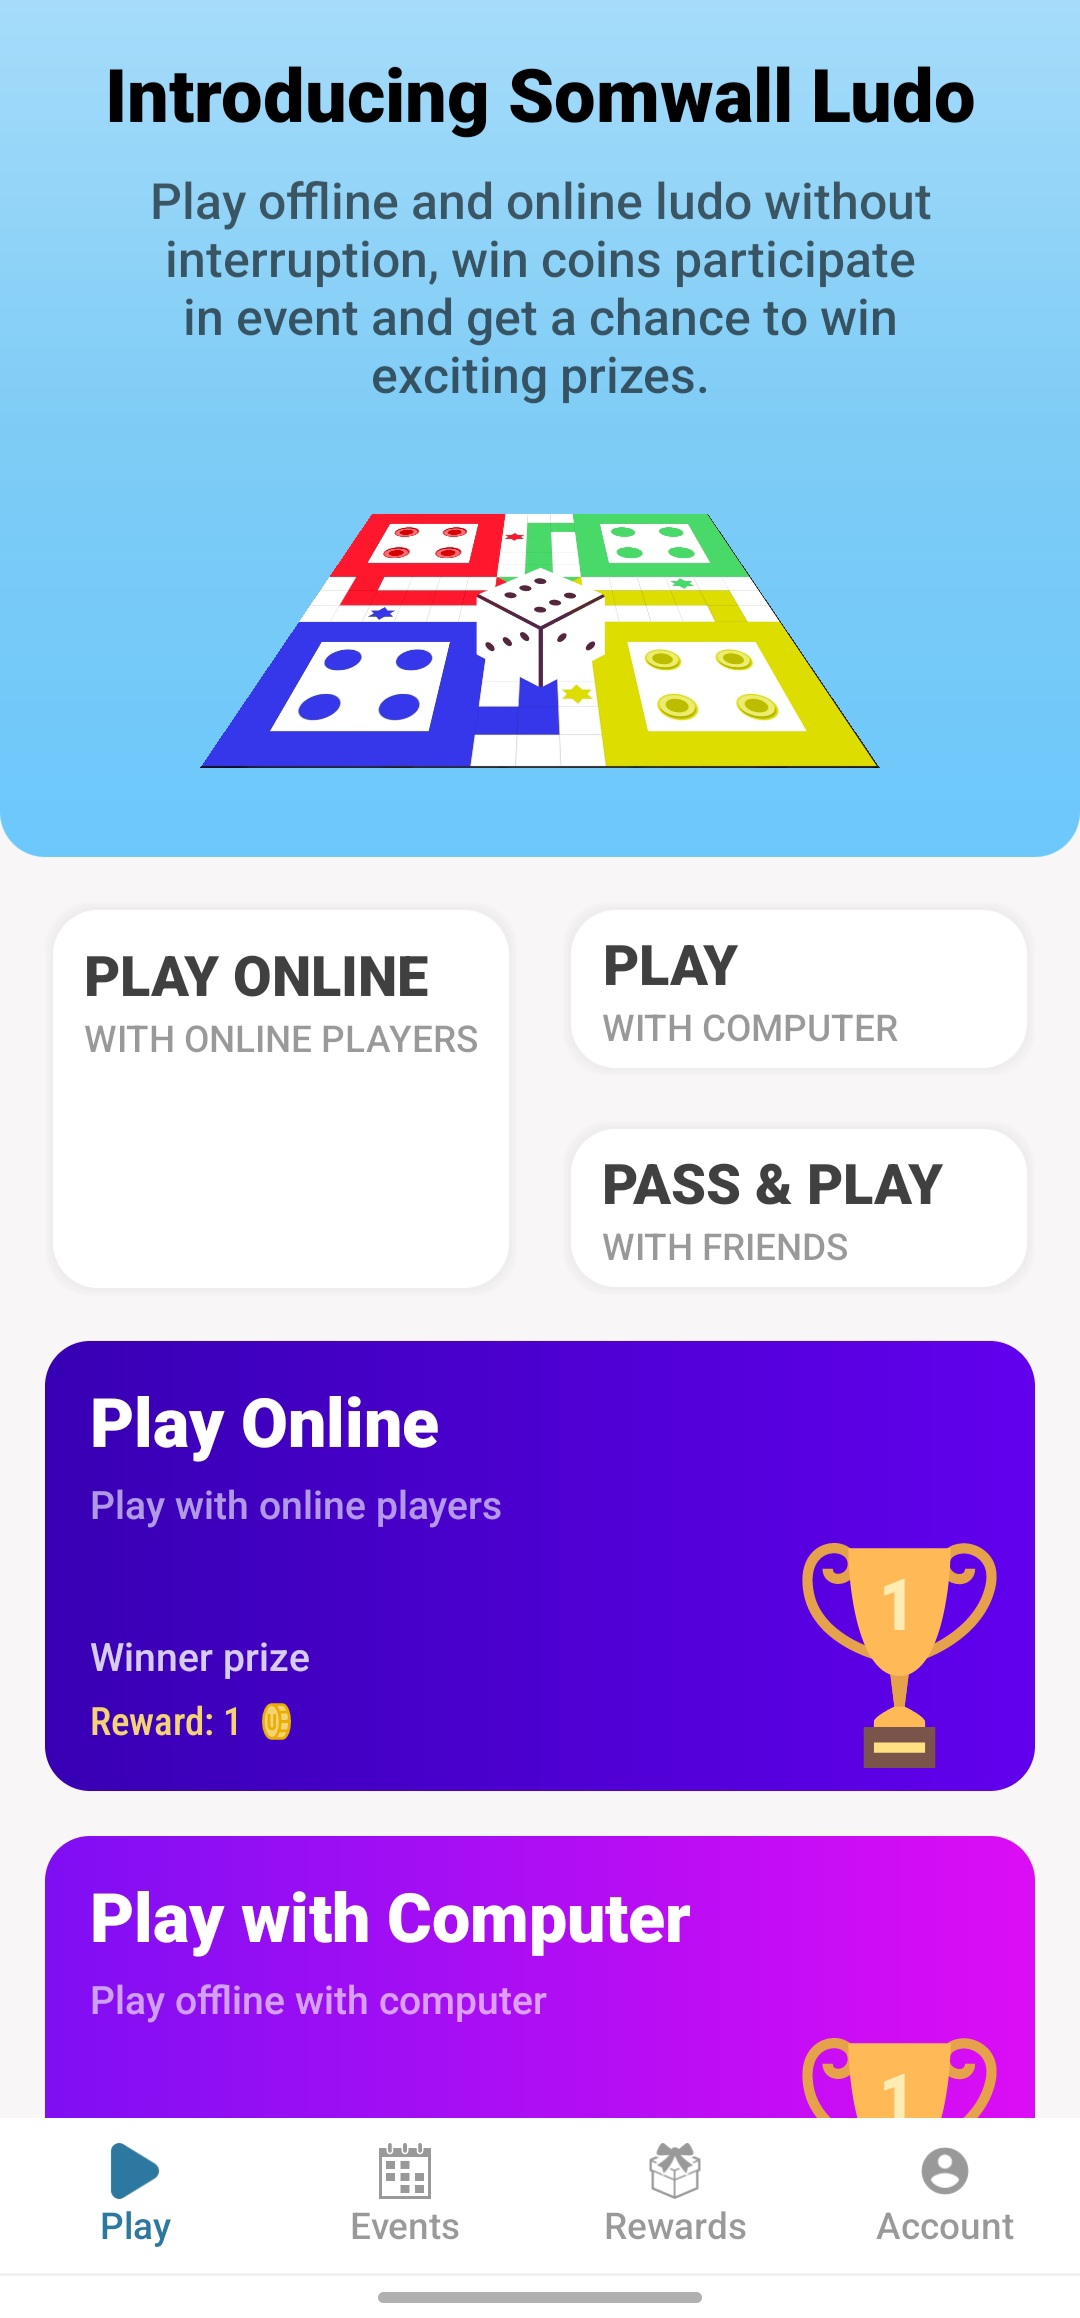 Introducing Somwall Ludo
Play offline and online ludo without
interruption, win coins participate
in event and get a chance to win
exciting prizes.
PLAY ONLINE
WITH ONLINE PLAYERS
PLAY
WITH COMPUTER
PASS & PLAY
WITH FRIENDS
Play Online
Play with online players
Winner prize
Reward: 1
1
Play with Computer
Play offline with computer
1
Play
Events
Rewards
Account